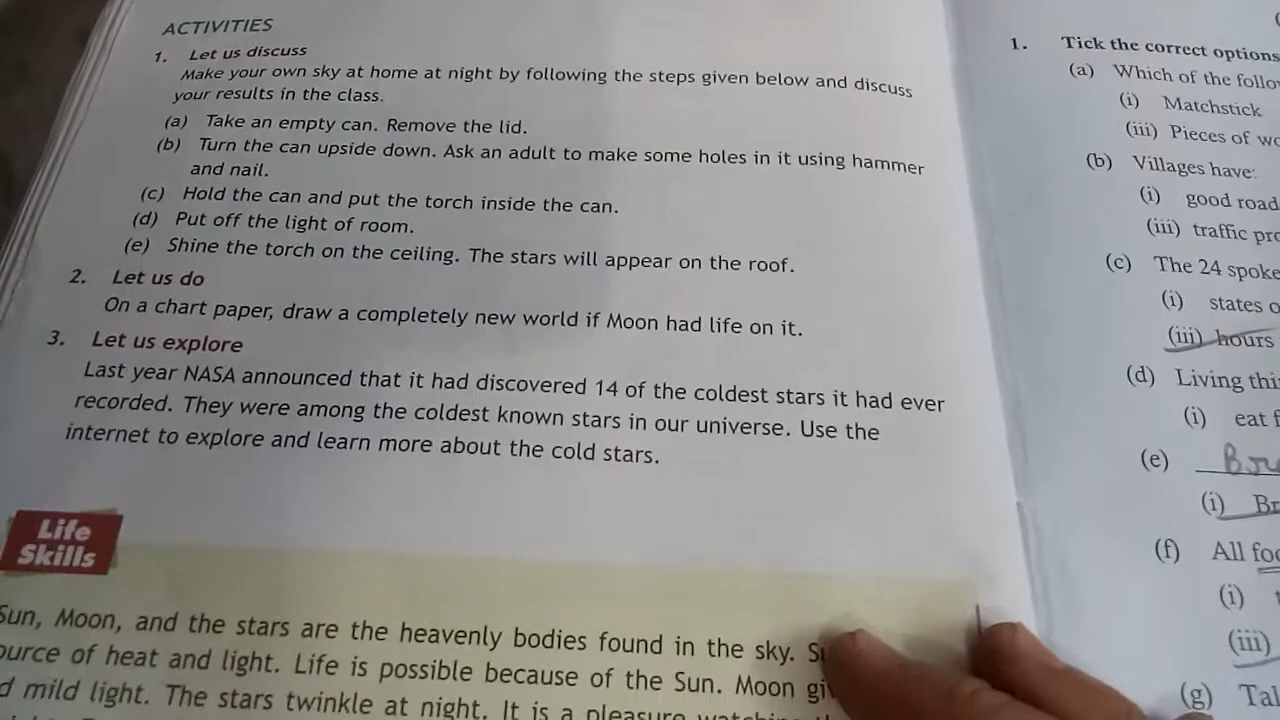 ACTIVITIES
1. Let us discuss
Make your own sky at home at night by following the steps given below and discuss
your results in the class.
(a) Take an empty can. Remove the lid.
(b) Turn the can upside down. Ask an adult to make some holes in it using hammer
and nail.
(c) Hold the can and put the torch inside the can.
(d) Put off the light of room.
(e) Shine the torch on the ceiling. The stars will appear on the roof.
2. Let us do
On a chart paper, draw a completely new world if Moon had life on it.
3. Let us explore
Last year NASA announced that it had discovered 14 of the coldest stars it had ever
recorded. They were among the coldest known stars in our universe. Use the
internet to explore and learn more about the cold stars.
Life
Skills
Sun, Moon, and the stars are the heavenly bodies found in the sky.
of heat and light. Life is possible because of the Sun. Moon
mild light. The stars twinkle at night. It is a pleasure
1. Tick the correct options
(a) Which of the
(i) Matchstick
(iii) Pieces of
(b) Villages have:
(i) good
(iii) traffic
(c) The 24
(i) states
(iii) hours
(d) Living
(i) eat
(e)
(i)
(f) All
(i)
(iii)
(g)